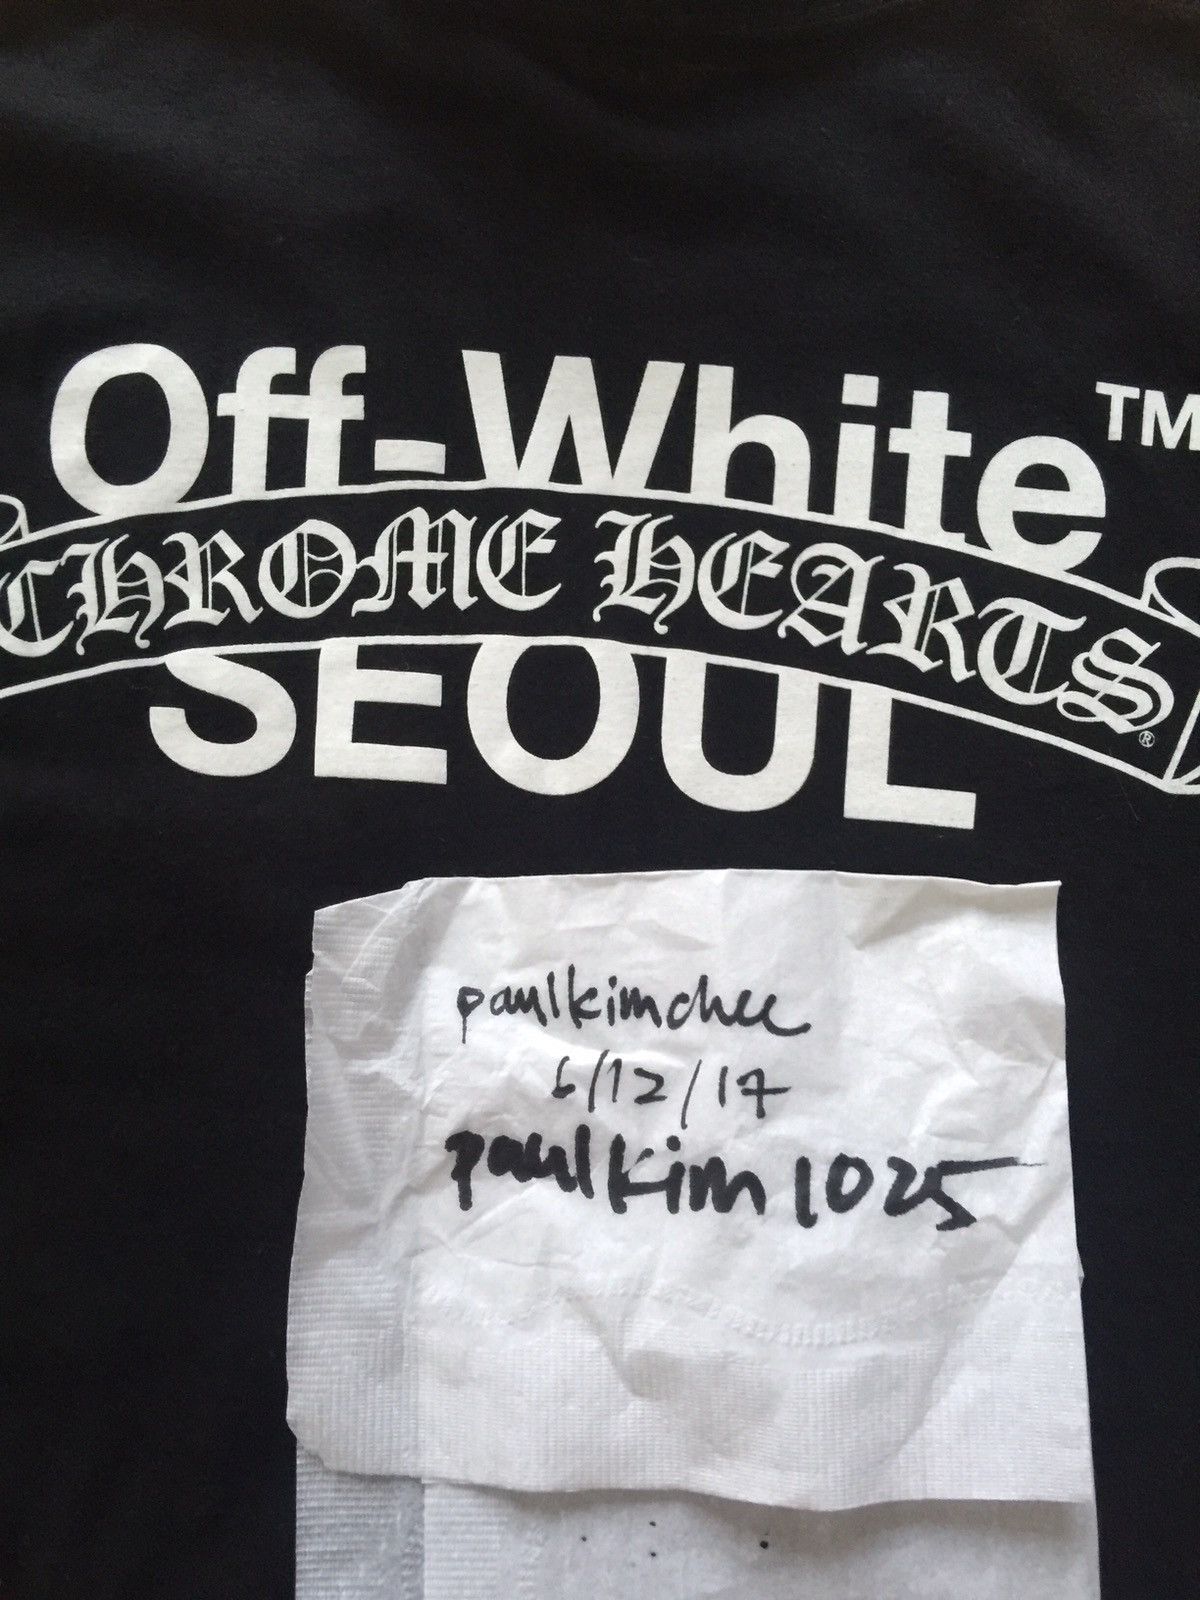 Off-White™
CHROME HEARTS®
SEOUL
paulkimchee
6/12/17
paulkim1025